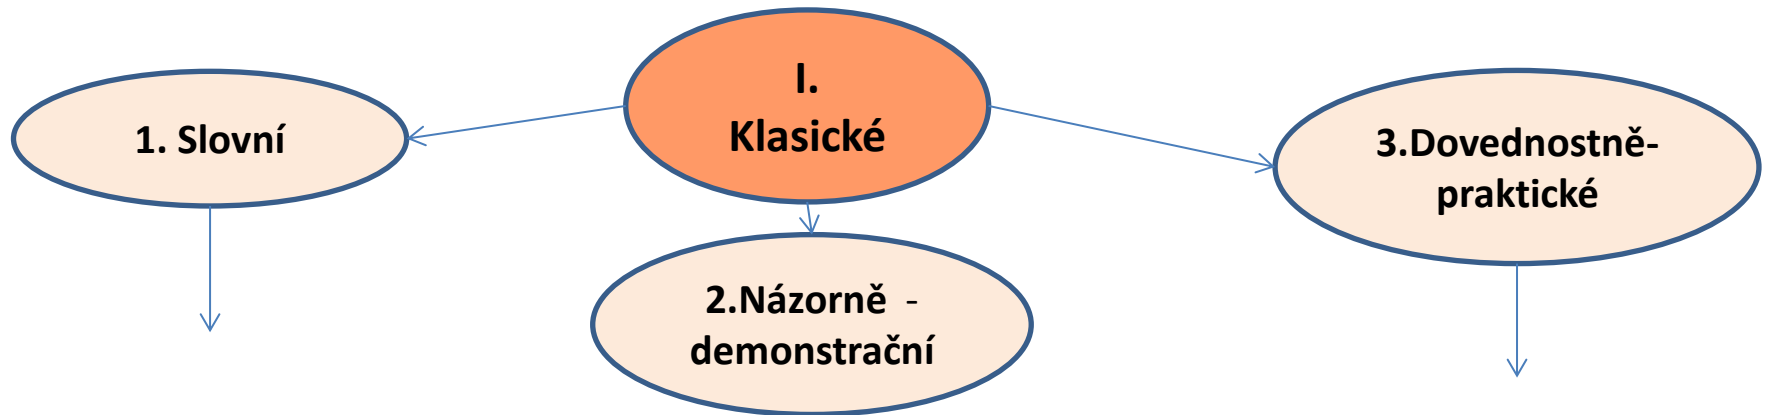 I.
Klasické
1. Slovní
2.Názorně -
demonstrační
3.Dovednostně-
praktické